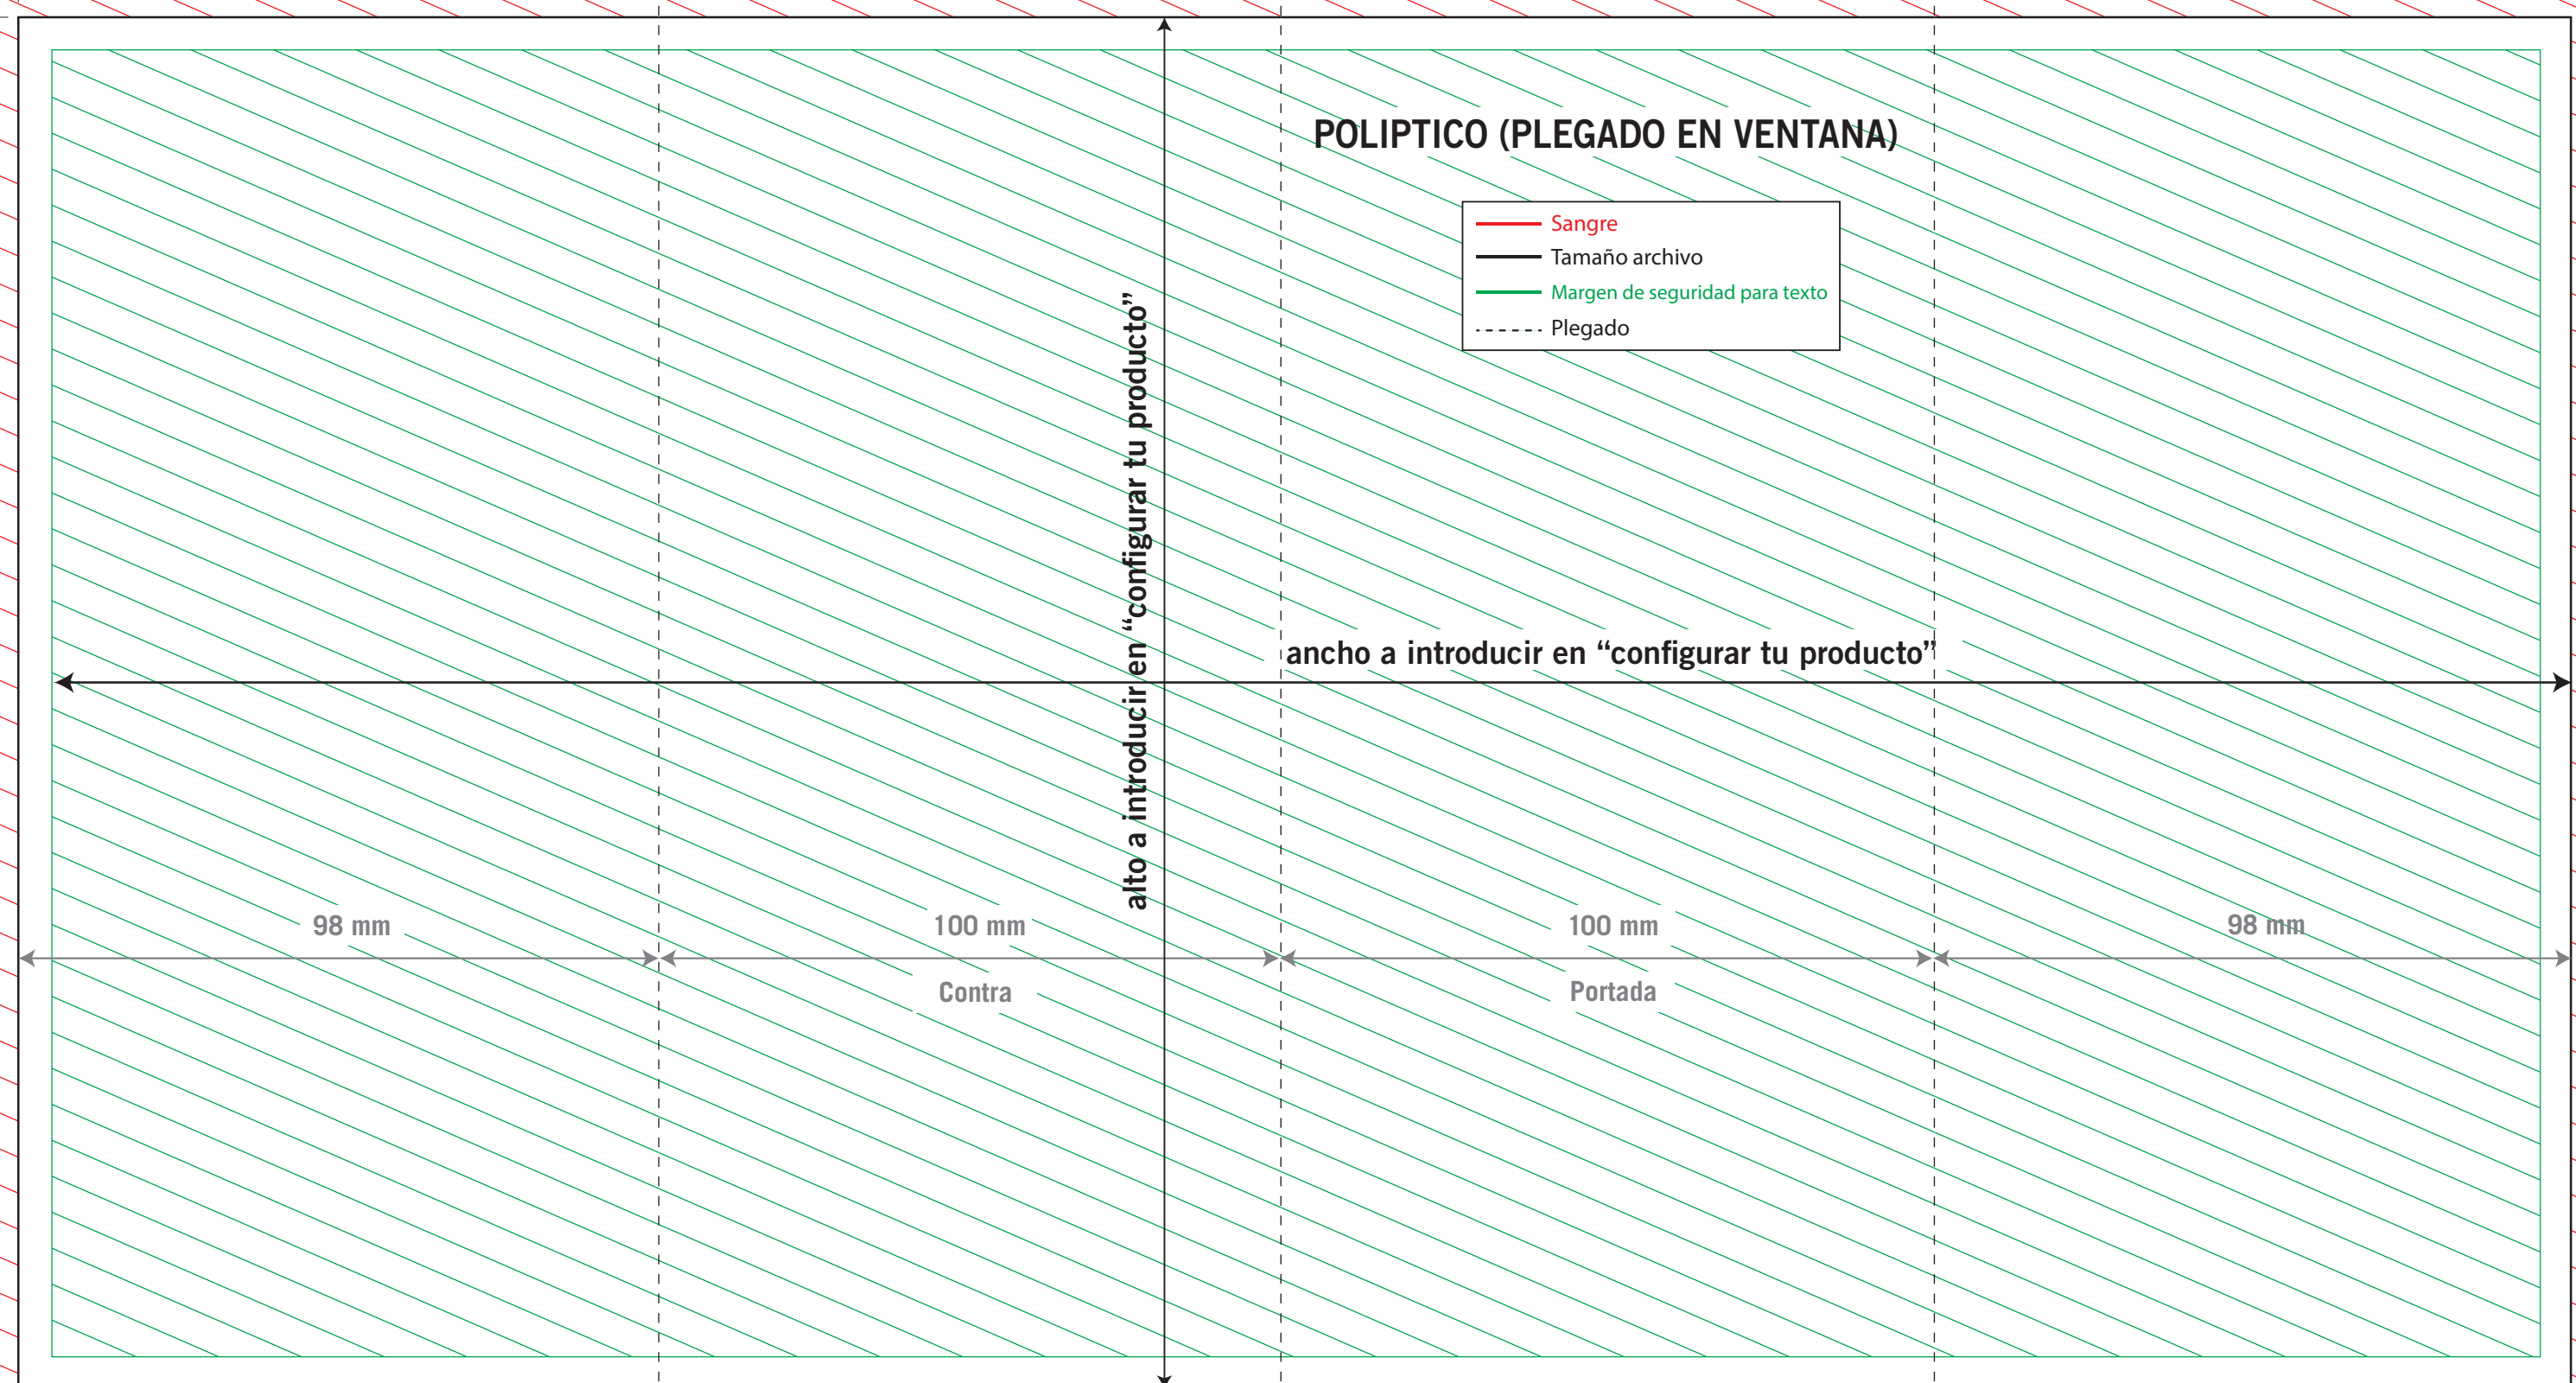 POLIPTICO (PLEGADO EN VENTANA)
Sangre
Tamaño archivo
Margen de seguridad para texto
Plegado
alto a introducir en “configurar tu producto”
ancho a introducir en “configurar tu producto”
98 mm
100 mm
100 mm
98 mm
Contra
Portada